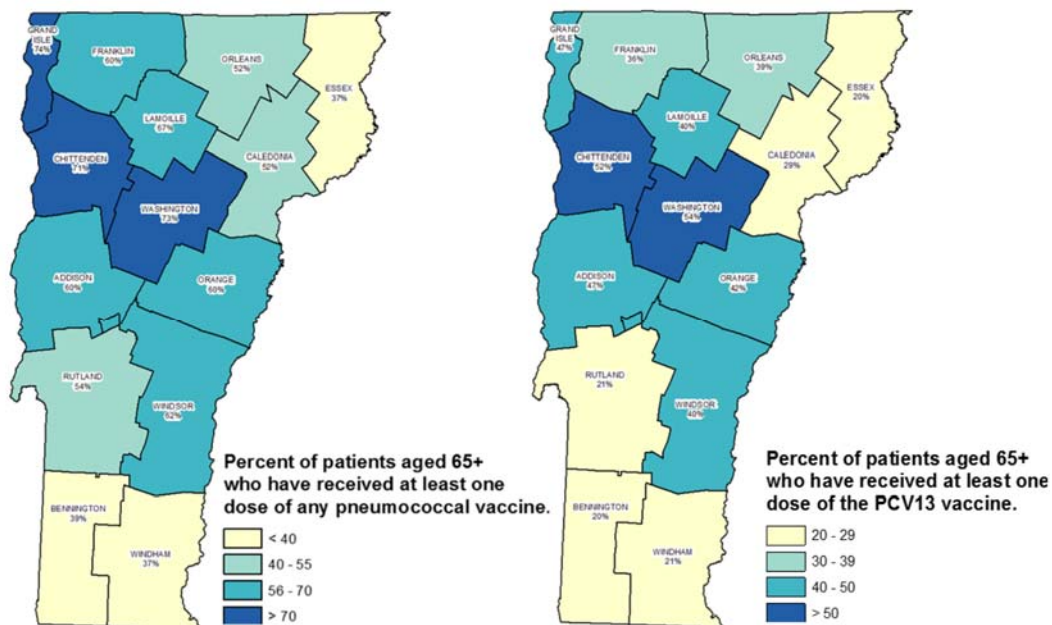 GRAND
ISLE
74%
FRANKLIN
60%
ORLEANS
52%
ESSEX
37%
LAMOILLE
67%
CHITTENDEN
71%
CALEDONIA
52%
WASHINGTON
73%
ADDISON
60%
ORANGE
RUTLAND
54%
WINDSOR
62%
BENNINGTON
39%
WINDHAM
37%
Percent of patients aged 65+
who have received at least one
dose of any pneumococcal vaccine.
< 40
40 - 55
56 - 70
> 70
GRAND
ISLE
47%
FRANKLIN
36%
ORLEANS
39%
ESSEX
20%
LAMOILLE
40%
CHITTENDEN
52%
CALEDONIA
29%
WASHINGTON
54%
ADDISON
47%
ORANGE
42%
RUTLAND
21%
WINDSOR
40%
BENNINGTON
20%
WINDHAM
21%
Percent of patients aged 65+
who have received at least one
dose of the PCV13 vaccine.
20 - 29
30 - 39
40 - 50
> 50